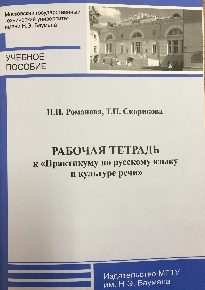 Московский государственный
технический университет
имени Н.Э. Баумана
УЧЕБНОЕ
ПОСОБИЕ
Н.Н. Романова, Т.П. Скорикова
РАБОЧАЯ ТЕТРАДЬ
к «Практикуму по русскому языку
и культуре речи»
Издательство МГТУ
им. Н.Э. Баумана